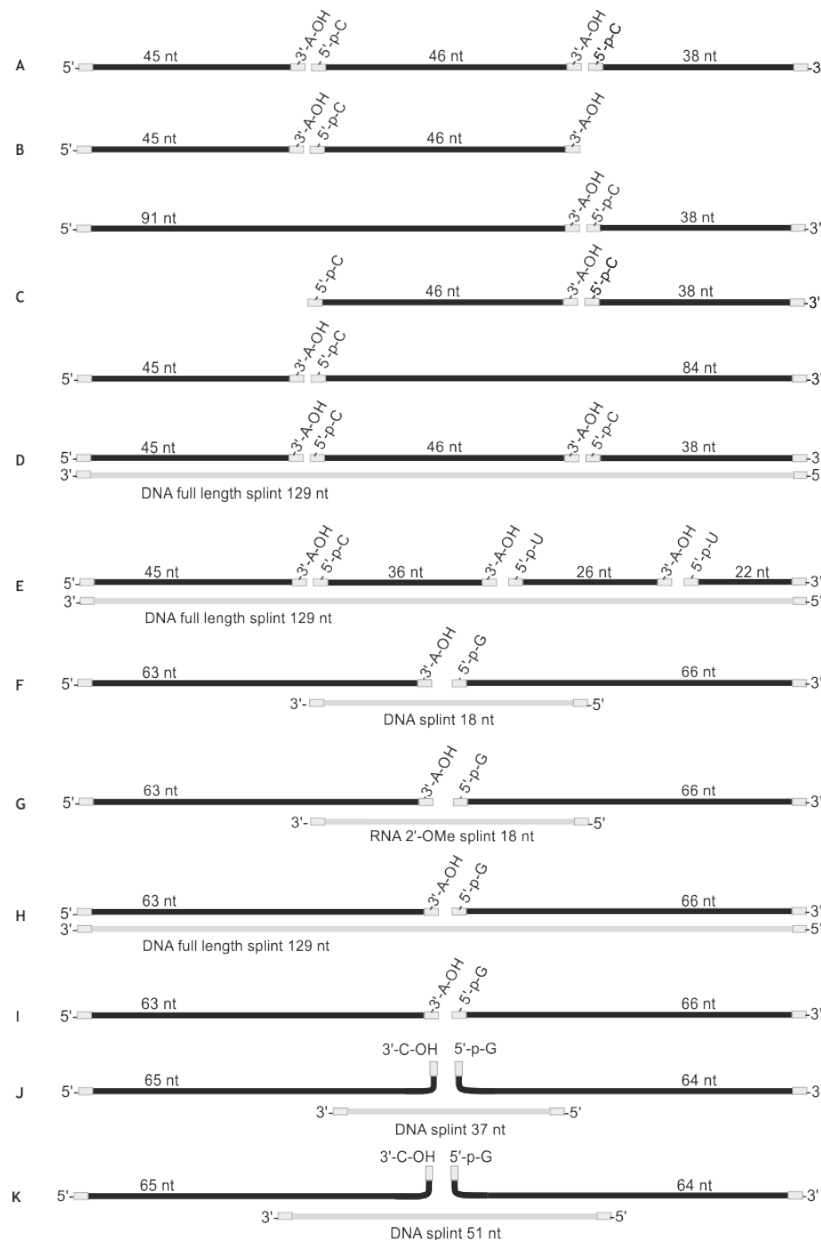 45 nt -3'-A-OH -5'-p-C 46 nt -3'-A-OH -5'-p-C 38 nt
A 5'- -3
45 nt -3'-A-OH -5'-p-C 46 nt -3'-A-OH
B 5'-
91 nt -3'-A-OH -5'-p-C 38 nt
5'- -3'
C -5'-p-C 46 nt -3'-A-OH -5'-p-C 38 nt
-3'
45 nt -3'-A-OH -5'-p-C 84 nt
5'- -3'
45 nt -3'-A-OH -5'-p-C 46 nt -3'-A-OH -5'-p-C 38 nt
D 5'- -3
3'- -5
DNA full length splint 129 nt
45 nt -3'-A-OH -5'-p-C 36 nt -3'-A-OH -5'-p-U 26 nt -3'-A-OH -5'-p-U 22 nt
E 5'- -3'
3'- -5'
DNA full length splint 129 nt
63 nt -3'-A-OH -5'-p-G 66 nt
F 5'- -3'
3'- -5'
DNA splint 18 nt
63 nt -3'-A-OH -5'-p-G 66 nt
G 5'- -3'
3'- -5'
RNA 2'-OMe splint 18 nt
63 nt -3'-A-OH -5'-p-G 66 nt
H 5'- -3'
3'- -5'
DNA full length splint 129 nt
63 nt -3'-A-OH -5'-p-G 66 nt
I 5'- -3'
3'-C-OH 5'-p-G
65 nt 64 nt
J 5'- -3
3'- -5'
DNA splint 37 nt
3'-C-OH 5'-p-G
65 nt 64 nt
K 5'- -3'
3'- -5'
DNA splint 51 nt